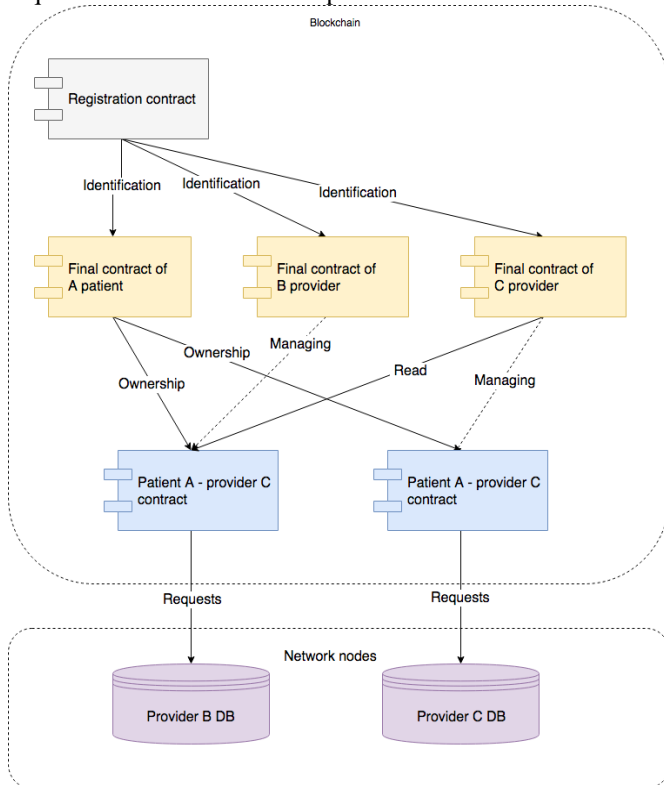 Blockchain
Registration contract
Identification
Identification
Identification
Final contract of
A patient
Final contract of
B provider
Final contract of
C provider
Managing
Ownership
Read
Ownership
Managing
Patient A - provider C
contract
Patient A - provider C
contract
Requests
Requests
Network nodes
Provider B DB
Provider C DB